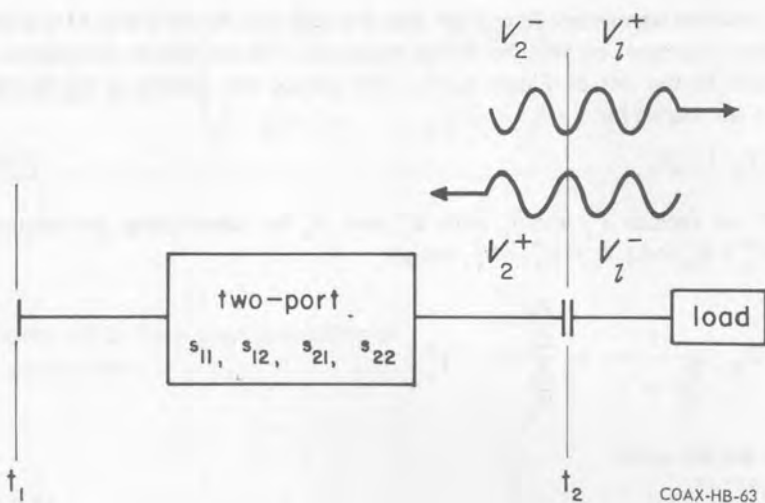 V₂⁻ Vₗ⁺
V₂⁺ Vₗ⁻
two-port
s₁₁, s₁₂, s₂₁, s₂₂
load
t₁ t₂
COAX-HB-63